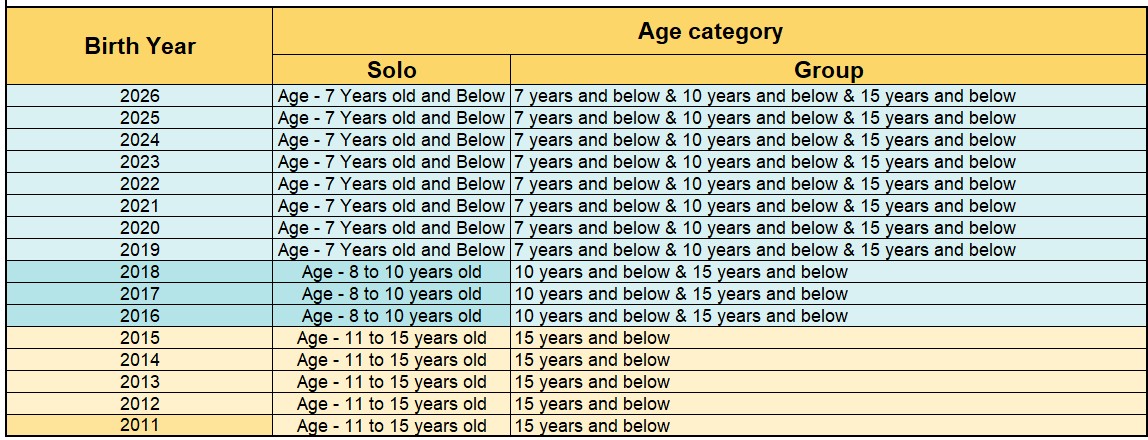 Birth Year Age category
Solo Group
2026 Age - 7 Years old and Below 7 years and below & 10 years and below & 15 years and below
2025 Age - 7 Years old and Below 7 years and below & 10 years and below & 15 years and below
2024 Age - 7 Years old and Below 7 years and below & 10 years and below & 15 years and below
2023 Age - 7 Years old and Below 7 years and below & 10 years and below & 15 years and below
2022 Age - 7 Years old and Below 7 years and below & 10 years and below & 15 years and below
2021 Age - 7 Years old and Below 7 years and below & 10 years and below & 15 years and below
2020 Age - 7 Years old and Below 7 years and below & 10 years and below & 15 years and below
2019 Age - 7 Years old and Below 7 years and below & 10 years and below & 15 years and below
2018 Age - 8 to 10 years old 10 years and below & 15 years and below
2017 Age - 8 to 10 years old 10 years and below & 15 years and below
2016 Age - 8 to 10 years old 10 years and below & 15 years and below
2015 Age - 11 to 15 years old 15 years and below
2014 Age - 11 to 15 years old 15 years and below
2013 Age - 11 to 15 years old 15 years and below
2012 Age - 11 to 15 years old 15 years and below
2011 Age - 11 to 15 years old 15 years and below